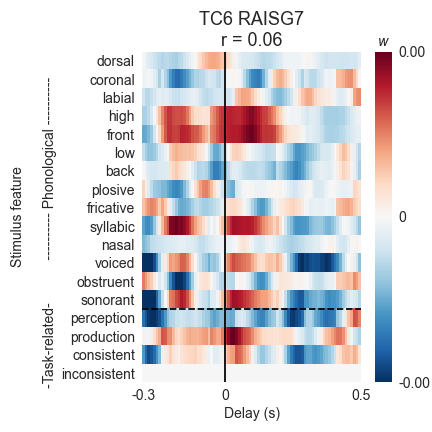 TC6 RAISG7
r = 0.06
w
dorsal
coronal
labial
high
front
low
back
plosive
fricative
syllabic
nasal
voiced
obstruent
sonorant
perception
production
consistent
inconsistent
Stimulus feature
-Task-related- ----------- Phonological ----------
0.00
0
-0.00
-0.3
0
0.5
Delay (s)